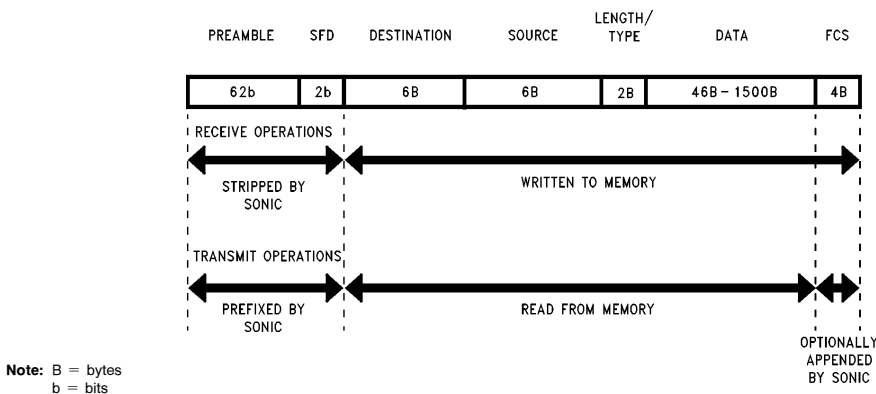 PREAMBLE SFD DESTINATION SOURCE LENGTH/ TYPE DATA FCS
62b 2b 6B 6B 2B 46B – 1500B 4B
RECEIVE OPERATIONS
STRIPPED BY
SONIC
WRITTEN TO MEMORY
TRANSMIT OPERATIONS
PREFIXED BY
SONIC
READ FROM MEMORY
OPTIONALLY
APPENDED
BY SONIC
Note: B = bytes
b = bits